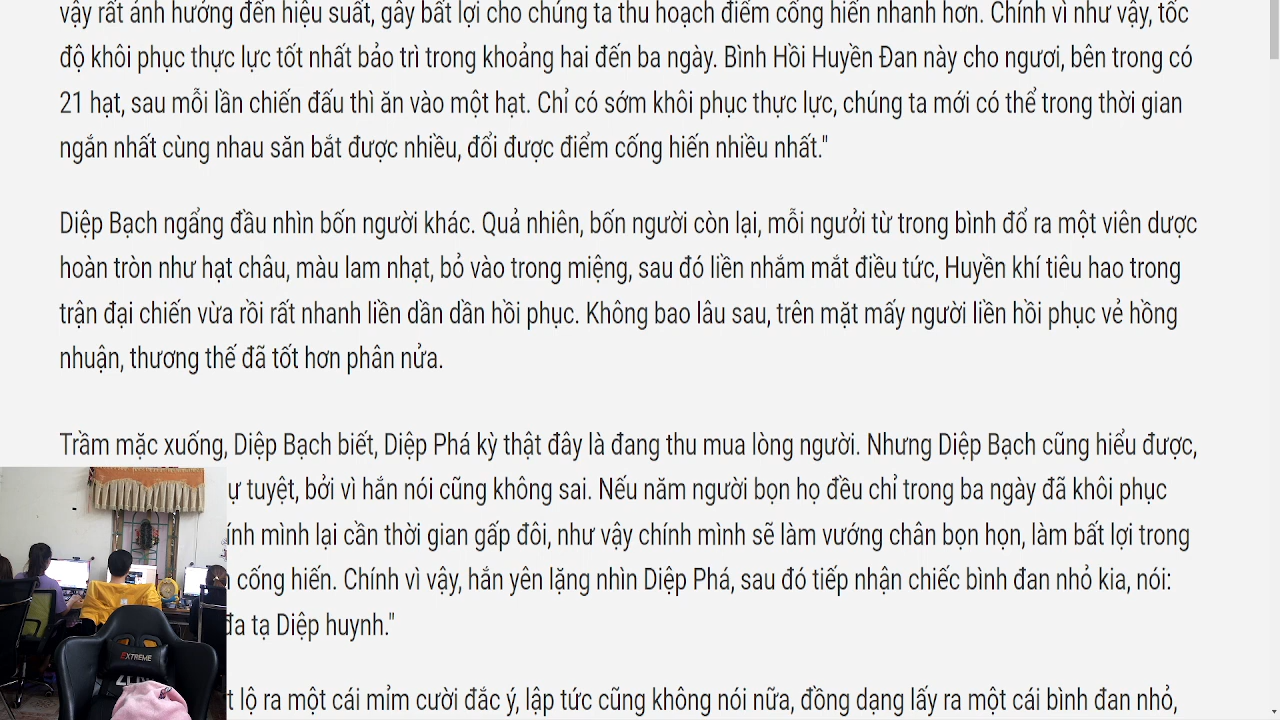 vậy rất ảnh hưởng đến hiệu suất, gây bất lợi cho chúng ta thu hoạch điểm cống hiến nhanh hơn. Chính vì như vậy, tốc
độ khôi phục thực lực tốt nhất bảo trì trong khoảng hai đến ba ngày. Bình Hồi Huyền Đan này cho ngươi, bên trong có
21 hạt, sau mỗi lần chiến đấu thì ăn vào một hạt. Chỉ có sớm khôi phục thực lực, chúng ta mới có thể trong thời gian
ngắn nhất cùng nhau săn bắt được nhiều, đổi được điểm cống hiến nhiều nhất."
Diệp Bạch ngẩng đầu nhìn bốn người khác. Quả nhiên, bốn người còn lại, mỗi ngưởi từ trong bình đổ ra một viên dược
hoàn tròn như hạt châu, màu lam nhạt, bỏ vào trong miệng, sau đó liền nhắm mắt điều tức, Huyền khí tiêu hao trong
trận đại chiến vừa rồi rất nhanh liền dần dần hồi phục. Không bao lâu sau, trên mặt mấy người liền hồi phục vẻ hồng
nhuận, thương thế đã tốt hơn phân nửa.
Trầm mặc xuống, Diệp Bạch biết, Diệp Phá kỳ thật đây là đang thu mua lòng người. Nhưng Diệp Bạch cũng hiểu được,
tuyệt, bởi vì hắn nói cũng không sai. Nếu năm người bọn họ đều chỉ trong ba ngày đã khôi phục
mình lại cần thời gian gấp đôi, như vậy chính mình sẽ làm vướng chân bọn họn, làm bất lợi trong
cống hiến. Chính vì vậy, hắn yên lặng nhìn Diệp Phá, sau đó tiếp nhận chiếc bình đan nhỏ kia, nói:
đa tạ Diệp huynh."
lộ ra một cái mỉm cười đắc ý, lập tức cũng không nói nữa, đồng dạng lấy ra một cái bình đan nhỏ,
EXTREME